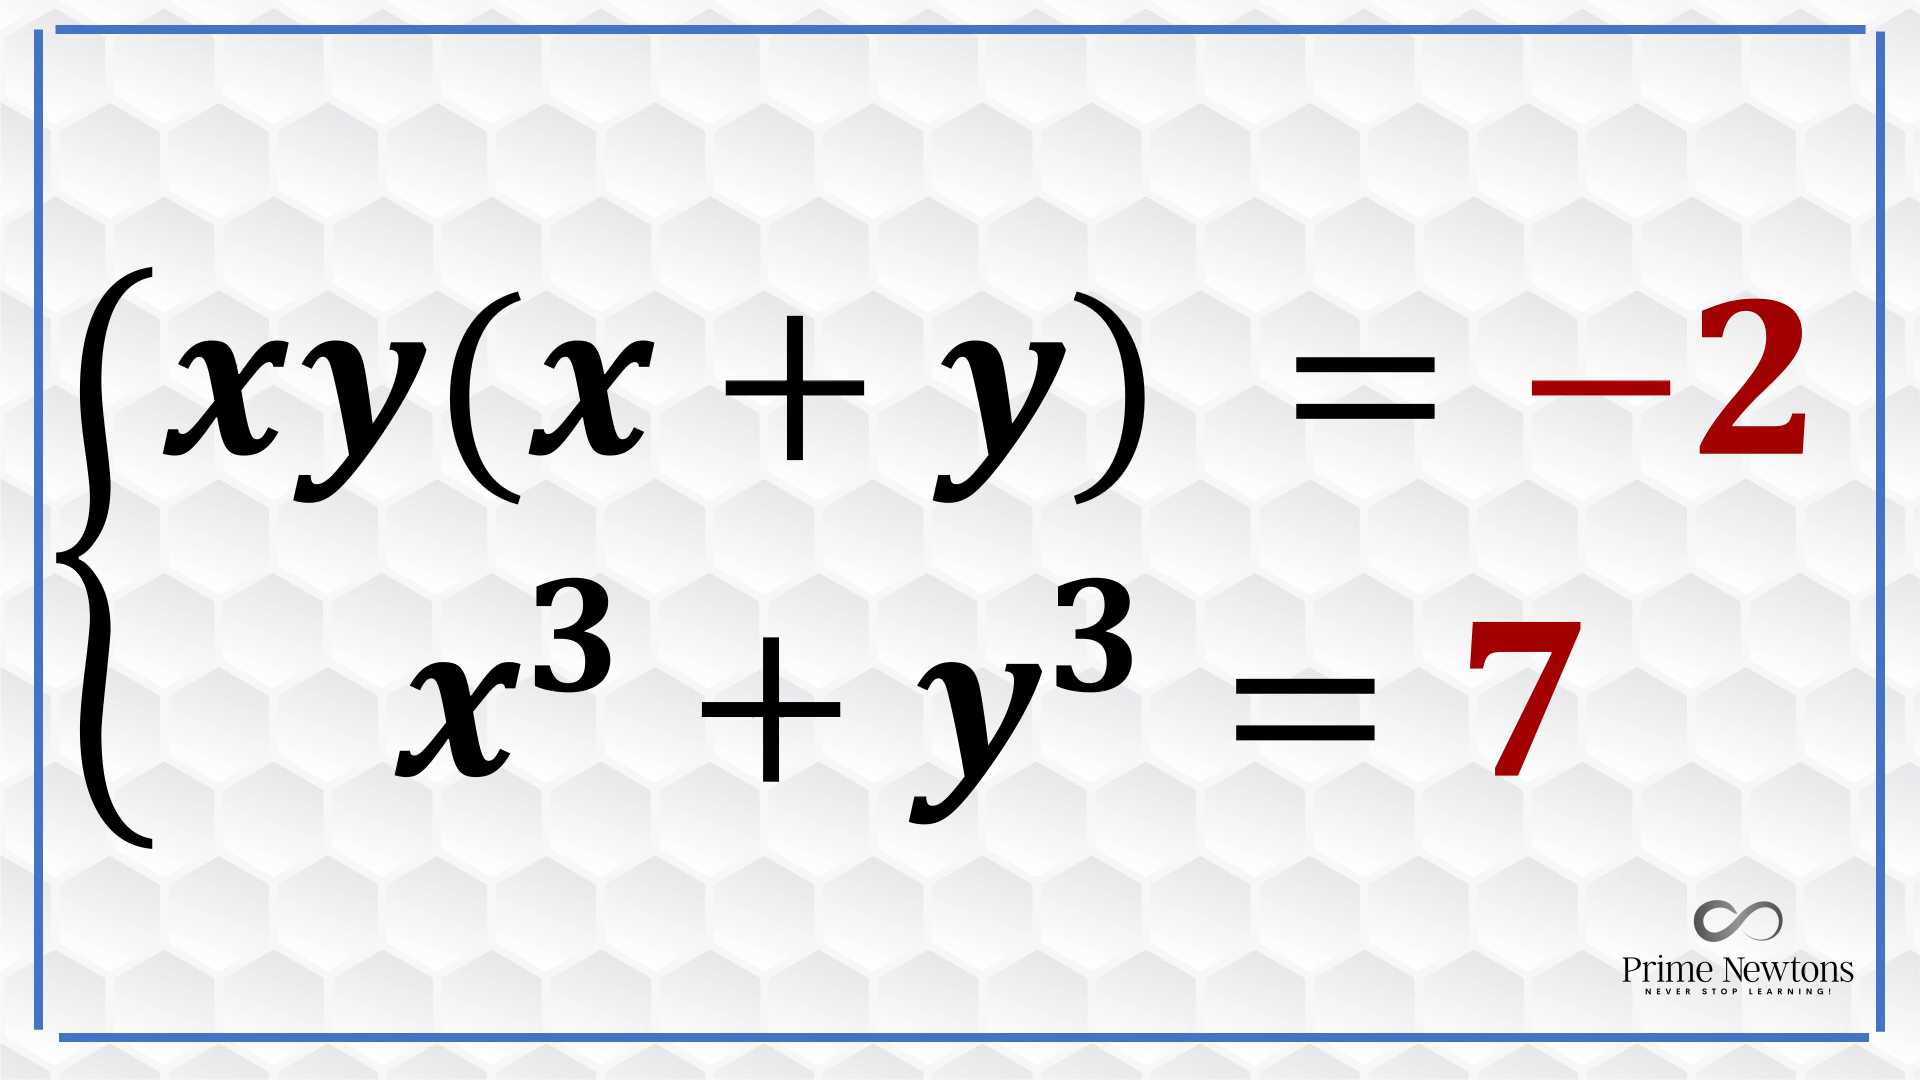 xy(x + y) = −2
x³ + y³ = 7
Prime Newtons
NEVER STOP LEARNING!